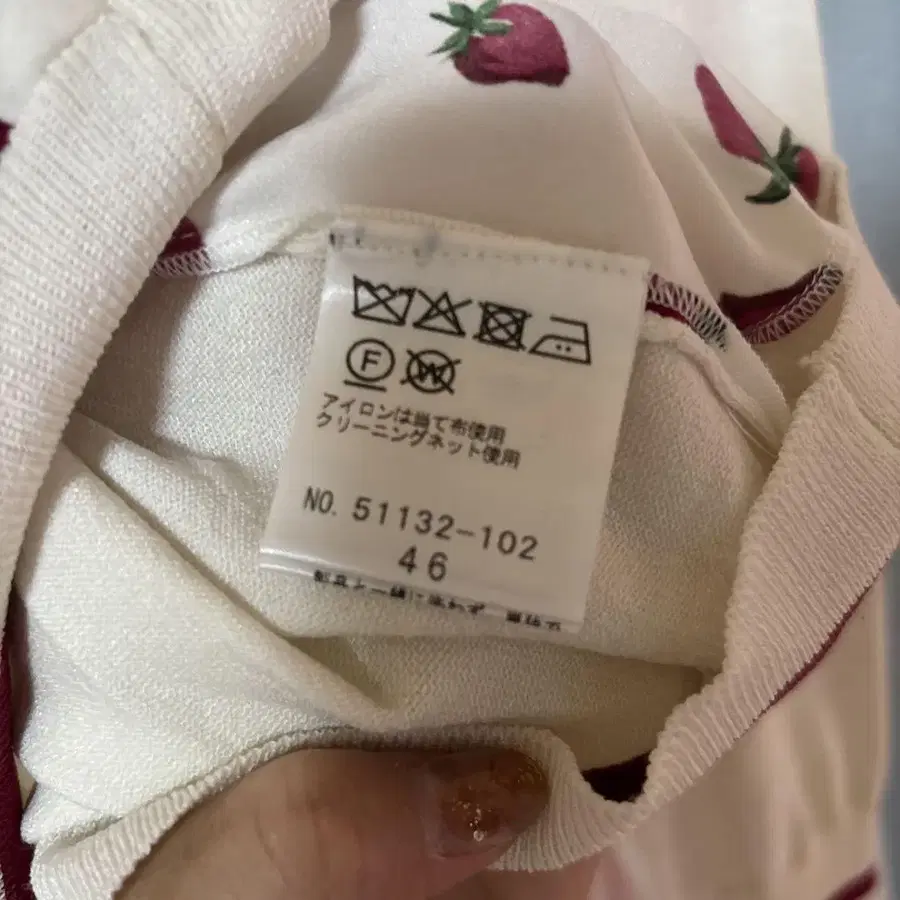 F W
アイロンは当て布使用
クリーニングネット使用
NO. 51132-102
46